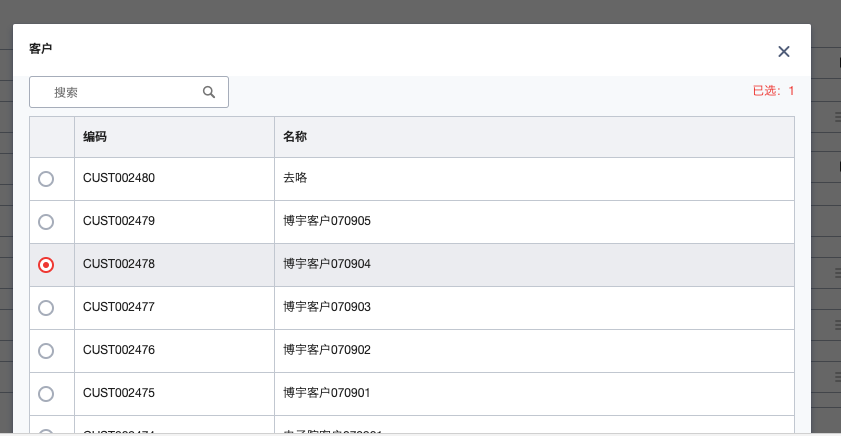 客户
搜索
已选：1
编码 名称
CUST002480 去咯
CUST002479 博宇客户070905
CUST002478 博宇客户070904
CUST002477 博宇客户070903
CUST002476 博宇客户070902
CUST002475 博宇客户070901